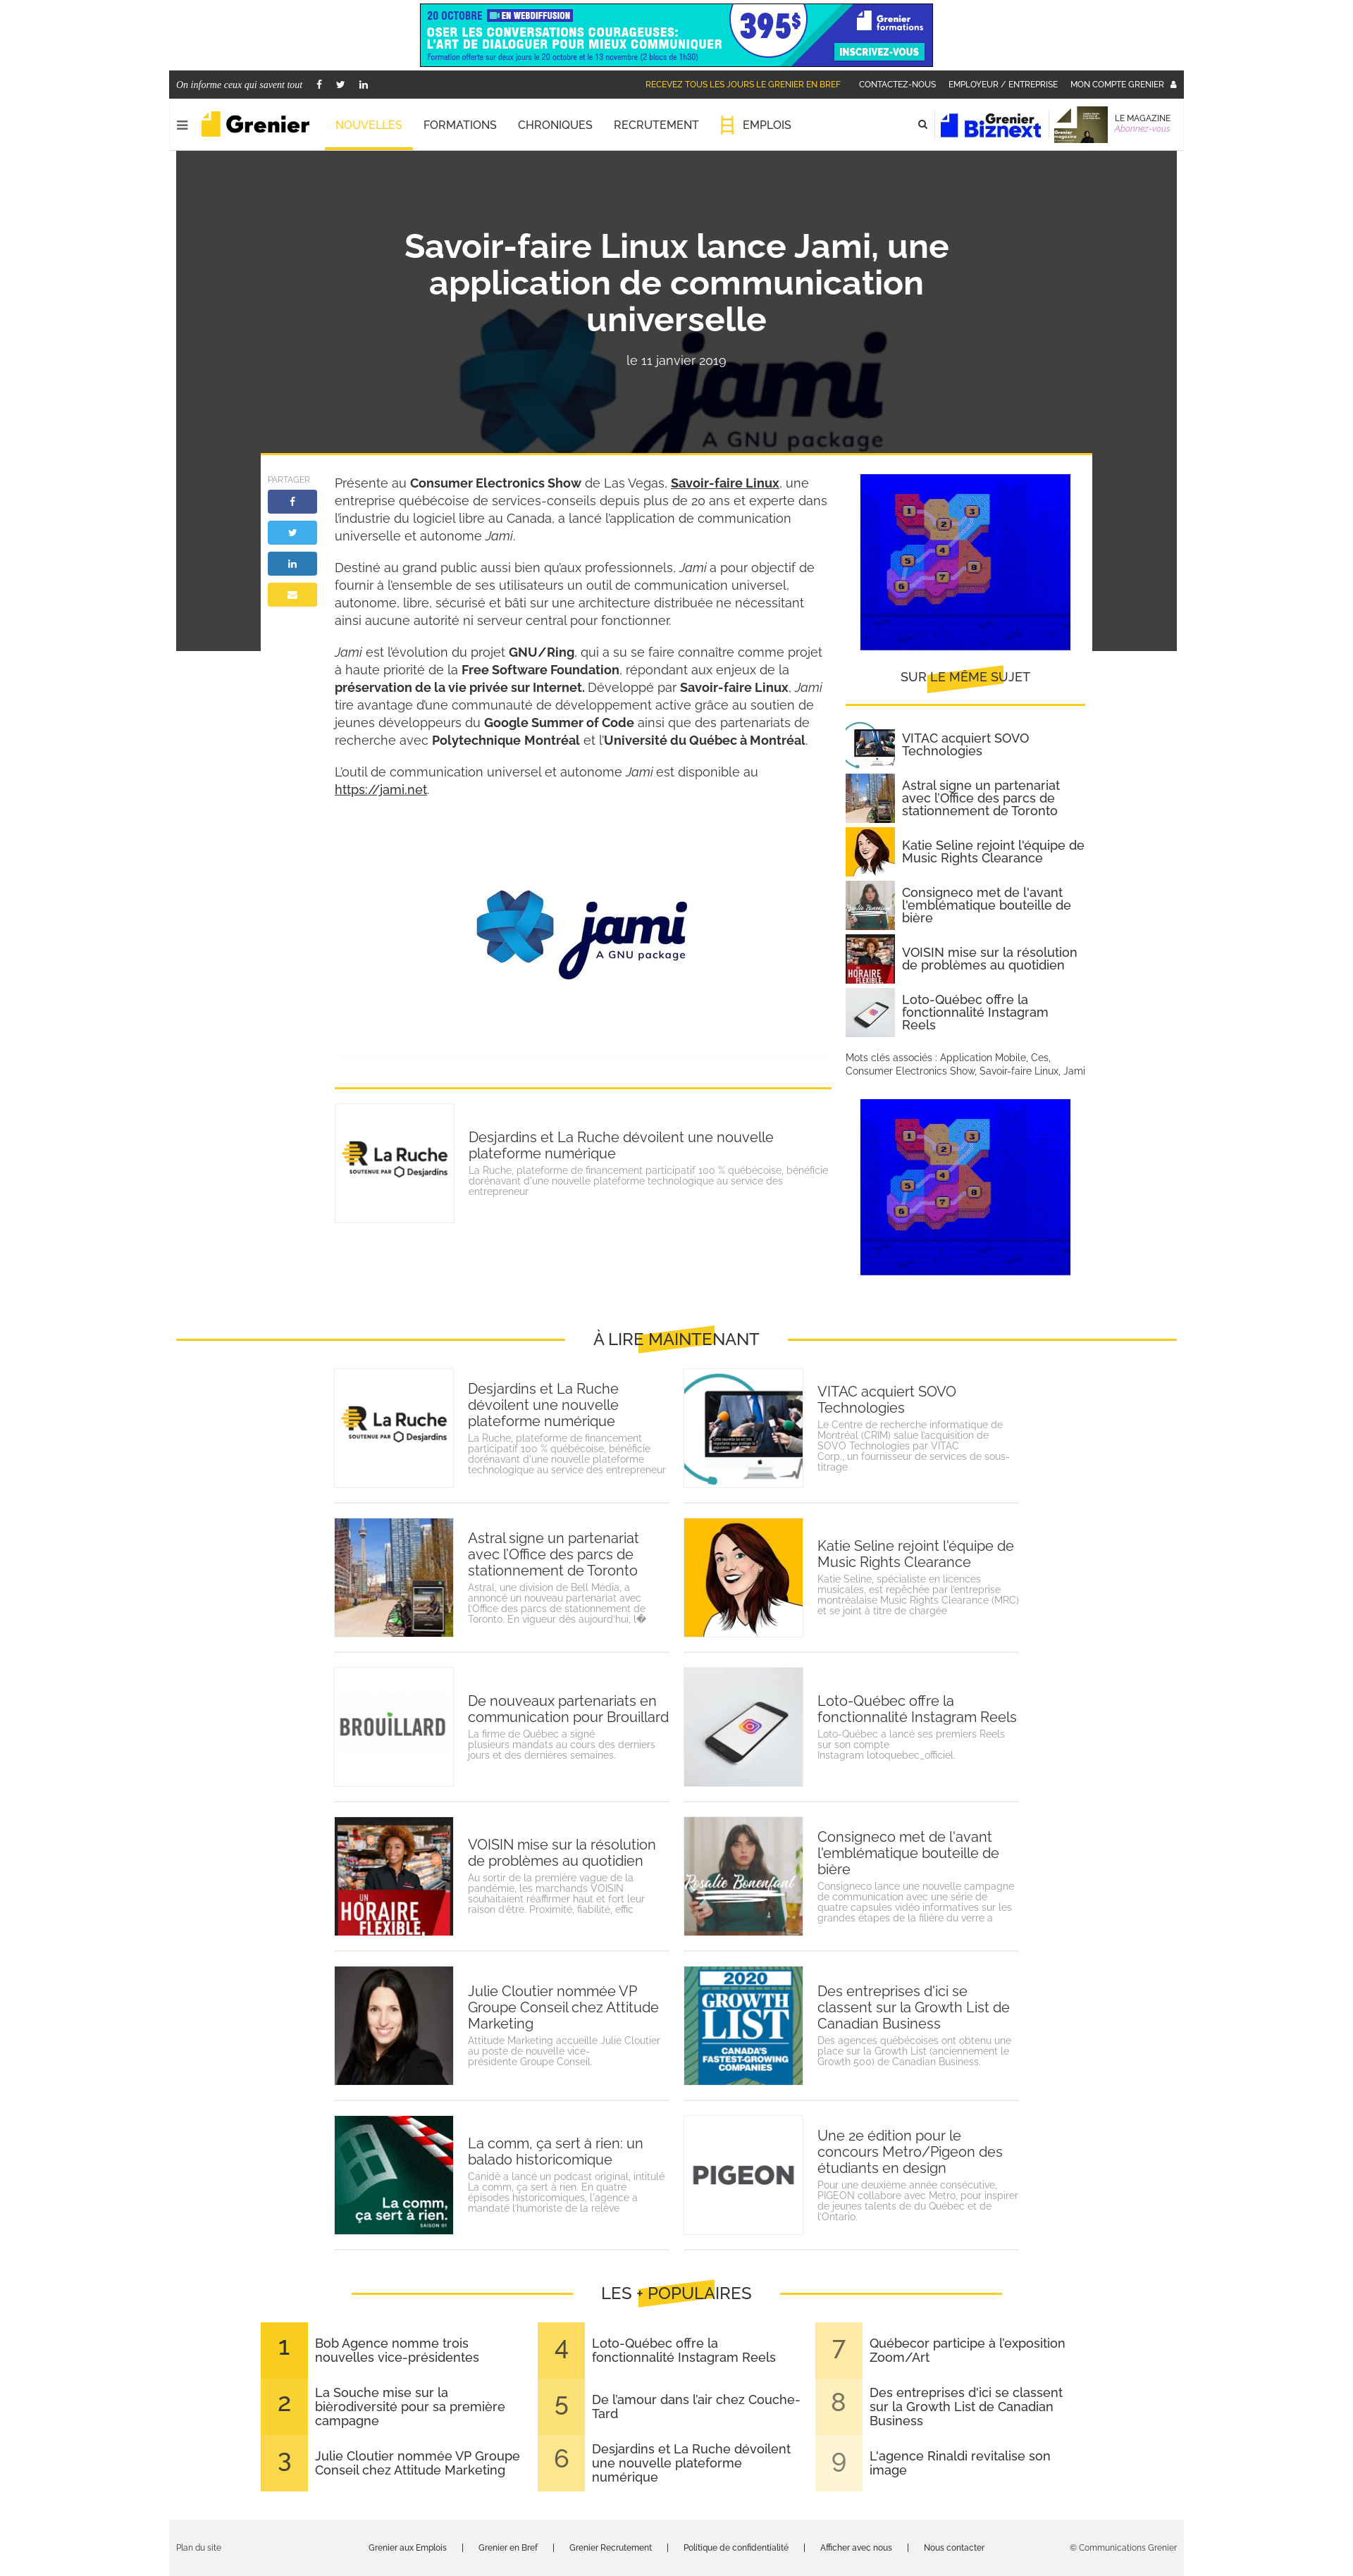 20 OCTOBRE EN WEBDIFFUSION
OSER LES CONVERSATIONS COURAGEUSES:
L'ART DE DIALOGUER POUR MIEUX COMMUNIQUER
Formation offerte sur deux jours le 20 octobre et le 13 novembre (2 blocs de 1h30)
395$
Grenier
formations
INSCRIVEZ-VOUS
On informe ceux qui savent tout
RECEVEZ TOUS LES JOURS LE GRENIER EN BREF CONTACTEZ-NOUS EMPLOYEUR / ENTREPRISE MON COMPTE GRENIER
Grenier NOUVELLES FORMATIONS CHRONIQUES RECRUTEMENT EMPLOIS
Grenier
Biznext
Grenier
magazine
LE MAGAZINE
Abonnez-vous
Savoir-faire Linux lance Jami, une
application de communication
universelle
le 11 janvier 2019
jami
A GNU package
PARTAGER
Présente au Consumer Electronics Show de Las Vegas, Savoir-faire Linux, une
entreprise québécoise de services-conseils depuis plus de 20 ans et experte dans
l'industrie du logiciel libre au Canada, a lancé l'application de communication
universelle et autonome Jami.
Destiné au grand public aussi bien qu'aux professionnels, Jami a pour objectif de
fournir à l'ensemble de ses utilisateurs un outil de communication universel,
autonome, libre, sécurisé et bâti sur une architecture distribuée ne nécessitant
ainsi aucune autorité ni serveur central pour fonctionner.
Jami est l'évolution du projet GNU/Ring, qui a su se faire connaître comme projet
à haute priorité de la Free Software Foundation, répondant aux enjeux de la
préservation de la vie privée sur Internet. Développé par Savoir-faire Linux, Jami
tire avantage d'une communauté de développement active grâce au soutien de
jeunes développeurs du Google Summer of Code ainsi que des partenariats de
recherche avec Polytechnique Montréal et l'Université du Québec à Montréal.
L'outil de communication universel et autonome Jami est disponible au
https://jami.net.
jami
A GNU package
1 2 3
4
5
6 7 8
SUR LE MÊME SUJET
VITAC acquiert SOVO
Technologies
Astral signe un partenariat
avec l'Office des parcs de
stationnement de Toronto
Katie Seline rejoint l'équipe de
Music Rights Clearance
Rosalie Bonenfant
Consigneco met de l'avant
l'emblématique bouteille de
bière
HORAIRE
FLEXIBLE,
VOISIN mise sur la résolution
de problèmes au quotidien
Loto-Québec offre la
fonctionnalité Instagram
Reels
Mots clés associés : Application Mobile, Ces,
Consumer Electronics Show, Savoir-faire Linux, Jami
1 2 3
4
5
6 7 8
La Ruche
SOUTENUE PAR Desjardins
Desjardins et La Ruche dévoilent une nouvelle
plateforme numérique
La Ruche, plateforme de financement participatif 100 % québécoise, bénéficie
dorénavant d'une nouvelle plateforme technologique au service des
entrepreneur
À LIRE MAINTENANT
La Ruche
SOUTENUE PAR Desjardins
Desjardins et La Ruche
dévoilent une nouvelle
plateforme numérique
La Ruche, plateforme de financement
participatif 100 % québécoise, bénéficie
dorénavant d'une nouvelle plateforme
technologique au service des entrepreneur
VITAC acquiert SOVO
Technologies
Le Centre de recherche informatique de
Montréal (CRIM) salue l'acquisition de
SOVO Technologies par VITAC
Corp., un fournisseur de services de sous-
titrage
Astral signe un partenariat
avec l'Office des parcs de
stationnement de Toronto
Astral, une division de Bell Média, a
annoncé un nouveau partenariat avec
l'Office des parcs de stationnement de
Toronto. En vigueur dès aujourd'hui, l�
Katie Seline rejoint l'équipe de
Music Rights Clearance
Katie Seline, spécialiste en licences
musicales, est repêchée par l'entreprise
montréalaise Music Rights Clearance (MRC)
et se joint à titre de chargée
BROUILLARD
De nouveaux partenariats en
communication pour Brouillard
La firme de Québec a signé
plusieurs mandats au cours des derniers
jours et des dernières semaines.
Loto-Québec offre la
fonctionnalité Instagram Reels
Loto-Québec a lancé ses premiers Reels
sur son compte
Instagram lotoquebec_officiel.
UN
HORAIRE
FLEXIBLE,
VOISIN mise sur la résolution
de problèmes au quotidien
Au sortir de la première vague de la
pandémie, les marchands VOISIN
souhaitaient réaffirmer haut et fort leur
raison d'être. Proximité, fiabilité, effic
Rosalie Bonenfant
Consigneco met de l'avant
l'emblématique bouteille de
bière
Consigneco lance une nouvelle campagne
de communication avec une série de
quatre capsules vidéo informatives sur les
grandes étapes de la filière du verre a
Julie Cloutier nommée VP
Groupe Conseil chez Attitude
Marketing
Attitude Marketing accueille Julie Cloutier
au poste de nouvelle vice-
présidente Groupe Conseil.
2020
GROWTH
LIST
CANADA'S
FASTEST-GROWING
COMPANIES
Des entreprises d'ici se
classent sur la Growth List de
Canadian Business
Des agences québécoises ont obtenu une
place sur la Growth List (anciennement le
Growth 500) de Canadian Business.
La comm,
ça sert à rien.
SAISON 01
La comm, ça sert à rien: un
balado historicomique
Canidé a lancé un podcast original, intitulé
La comm, ça sert à rien. En quatre
épisodes historicomiques, l'agence a
mandaté l'humoriste de la relève
PIGEON
Une 2e édition pour le
concours Metro/Pigeon des
étudiants en design
Pour une deuxième année consécutive,
PIGEON collabore avec Metro, pour inspirer
de jeunes talents de du Québec et de
l'Ontario.
LES + POPULAIRES
1 Bob Agence nomme trois
nouvelles vice-présidentes
2 La Souche mise sur la
bièrodiversité pour sa première
campagne
3 Julie Cloutier nommée VP Groupe
Conseil chez Attitude Marketing
4 Loto-Québec offre la
fonctionnalité Instagram Reels
5 De l'amour dans l'air chez Couche-
Tard
6 Desjardins et La Ruche dévoilent
une nouvelle plateforme
numérique
7 Québecor participe à l'exposition
Zoom/Art
8 Des entreprises d'ici se classent
sur la Growth List de Canadian
Business
9 L'agence Rinaldi revitalise son
image
Plan du site Grenier aux Emplois | Grenier en Bref | Grenier Recrutement | Politique de confidentialité | Afficher avec nous | Nous contacter © Communications Grenier